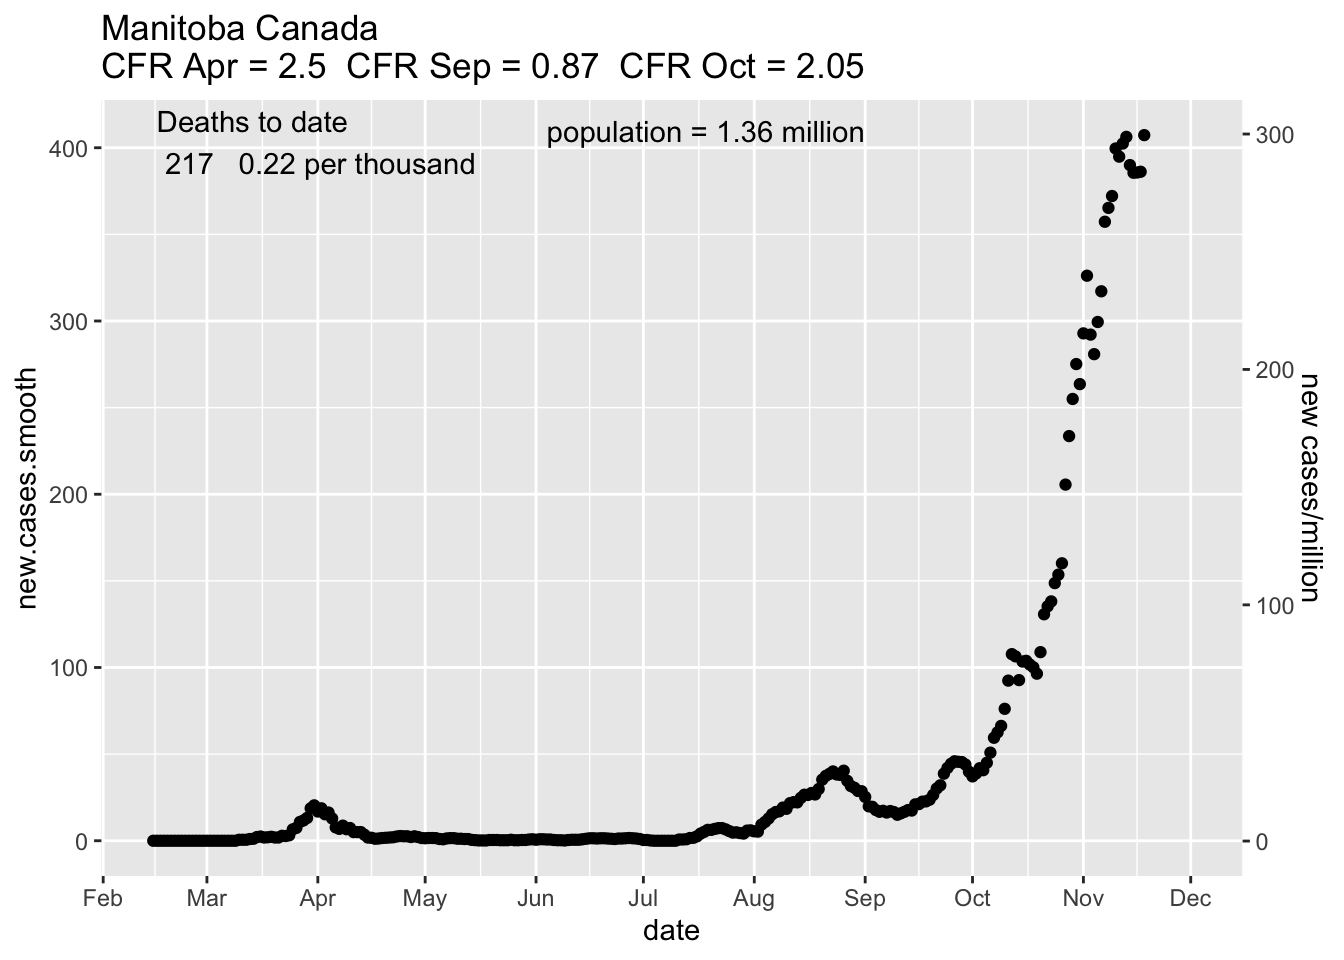 Manitoba Canada
CFR Apr = 2.5  CFR Sep = 0.87  CFR Oct = 2.05
Deaths to date
217   0.22 per thousand
population = 1.36 million
new.cases.smooth
400
300
200
100
0
300
200
100
0
new cases/million
Feb Mar Apr May Jun Jul Aug Sep Oct Nov Dec
date